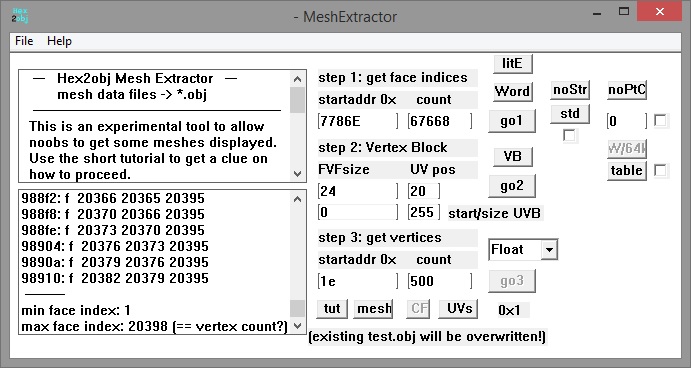 Hex
2obj
- MeshExtractor
File Help
— Hex2obj Mesh Extractor —
mesh data files -> *.obj
This is an experimental tool to allow
noobs to get some meshes displayed.
Use the short tutorial to get a clue on
how to proceed.
988f2: f 20366 20365 20395
988f8: f 20370 20366 20395
988fe: f 20373 20370 20395
98904: f 20376 20373 20395
9890a: f 20379 20376 20395
98910: f 20382 20379 20395
min face index: 1
max face index: 20398 (== vertex count?)
step 1: get face indices
startaddr 0x count
7786E 67668
step 2: Vertex Block
FVFsize UV pos
24 20
0 255 start/size UVB
step 3: get vertices
startaddr 0x count
1e 500
tut mesh CF UVs 0x1
(existing test.obj will be overwritten!)
litE
Word
go1
VB
go2
Float
go3
noStr
std
noPtC
0
table